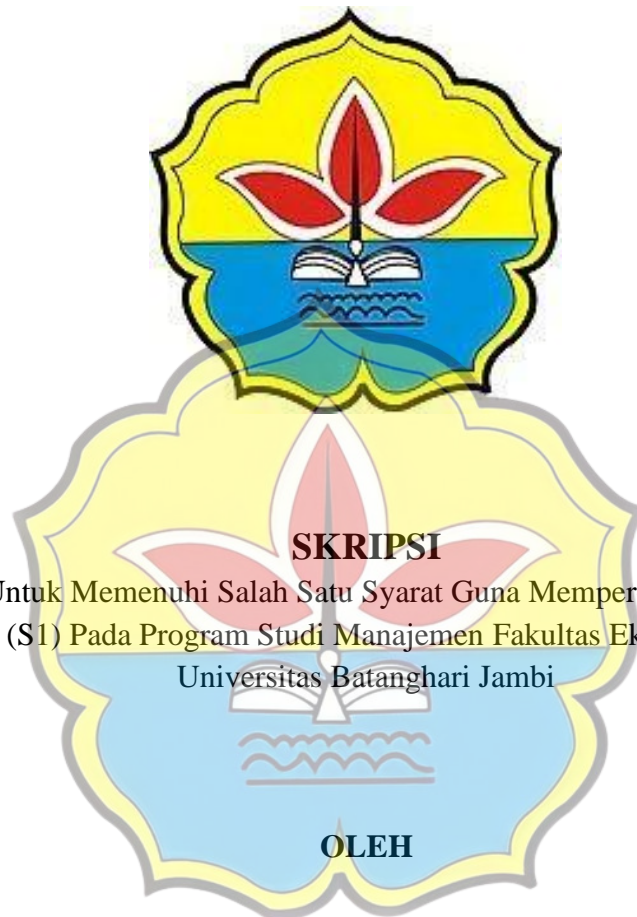 SKRIPSI
Untuk Memenuhi Salah Satu Syarat Guna Memper
(S1) Pada Program Studi Manajemen Fakultas Ek
Universitas Batanghari Jambi
OLEH